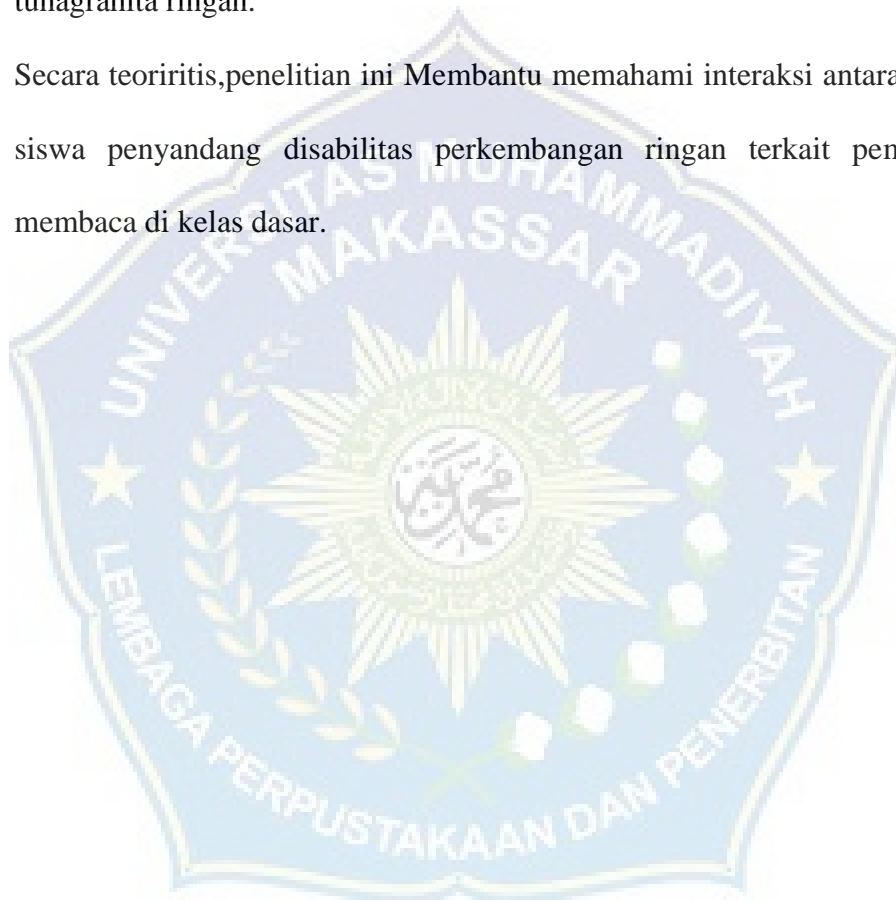 tunagranita ringan.
Secara teoriritis,penelitian ini Membantu memahami interaksi antara
siswa penyandang disabilitas perkembangan ringan terkait pen
membaca di kelas dasar.
UNIVERSITAS MUHAMMADIYAH
MAKASSAR
LEMBAGA PERPUSTAKAAN DAN PENERBITAN